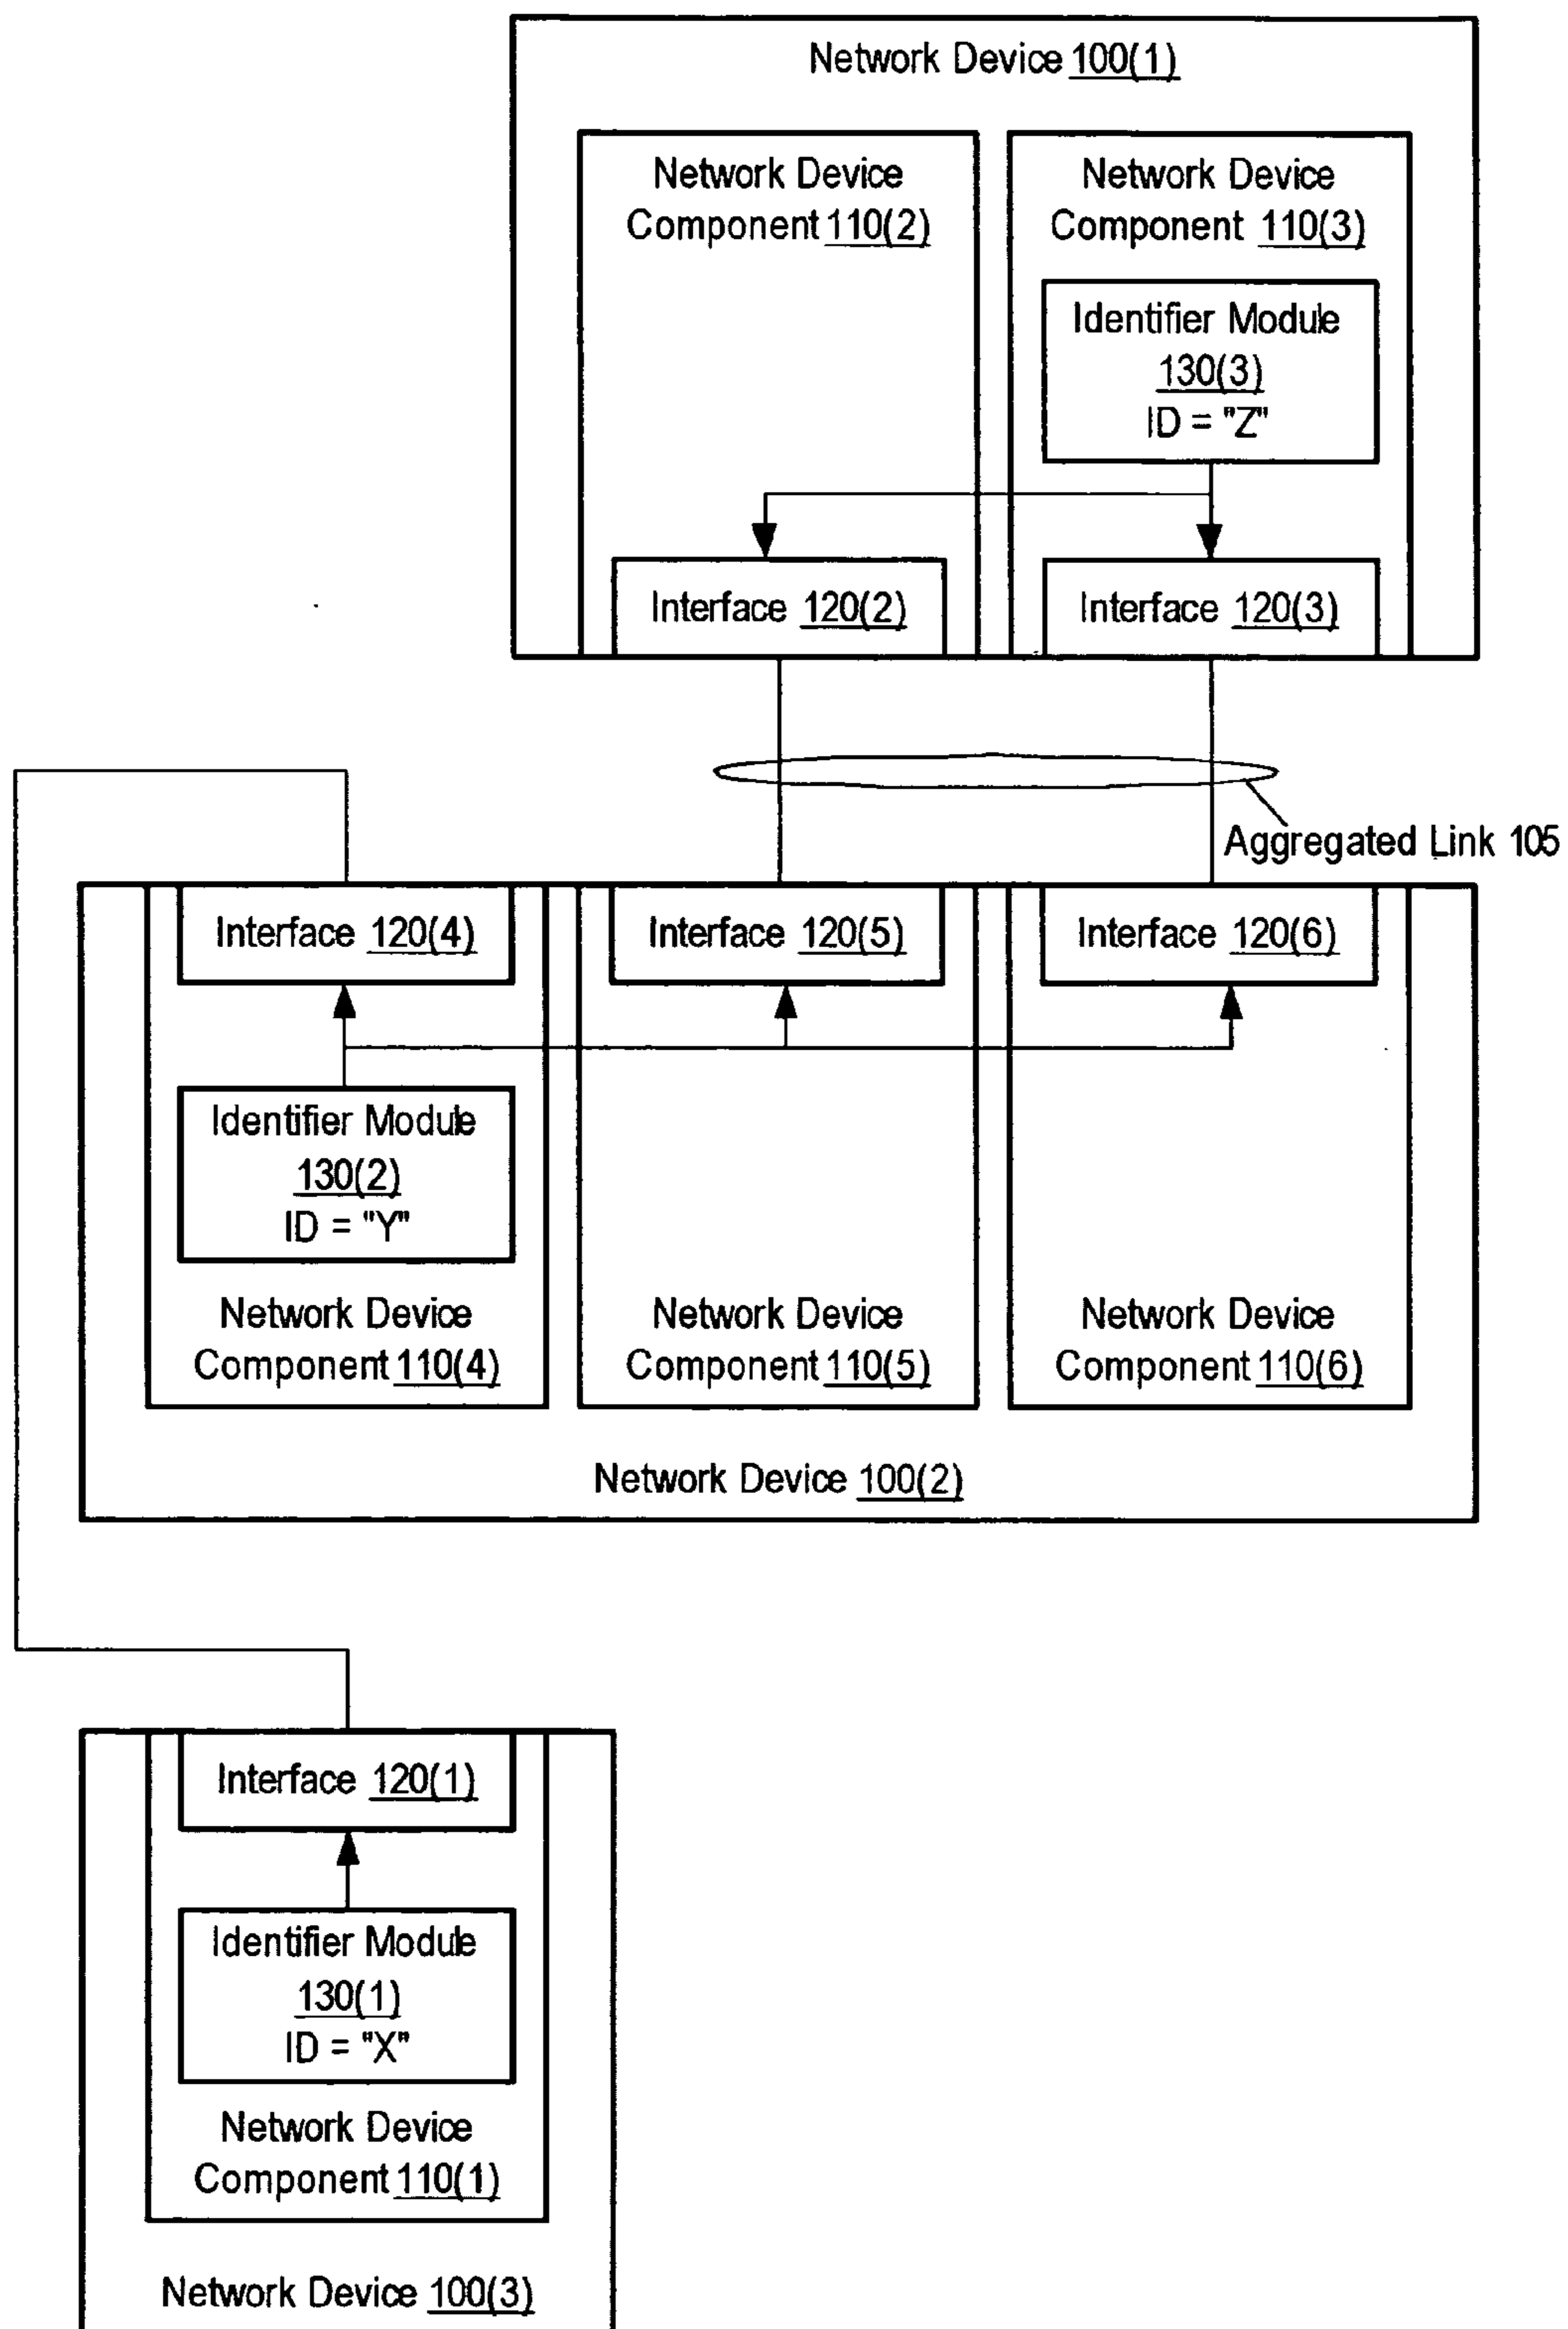 Network Device 100(1)
Network Device
Component 110(2)
Network Device
Component 110(3)
Identifier Module
130(3)
ID = "Z"
Interface 120(2)
Interface 120(3)
Aggregated Link 105
Interface 120(4)
Interface 120(5)
Interface 120(6)
Identifier Module
130(2)
ID = "Y"
Network Device
Component 110(4)
Network Device
Component 110(5)
Network Device
Component 110(6)
Network Device 100(2)
Interface 120(1)
Identifier Module
130(1)
ID = "X"
Network Device
Component 110(1)
Network Device 100(3)